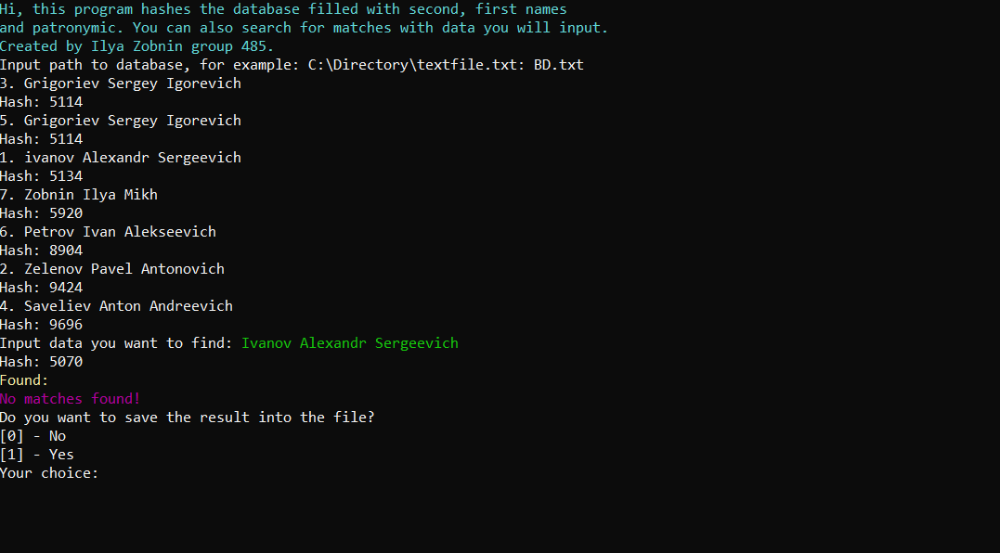 Hi, this program hashes the database filled with second, first names
and patronymic. You can also search for matches with data you will input.
Created by Ilya Zobnin group 485.
Input path to database, for example: C:\Directory\textfile.txt: BD.txt
3. Grigoriev Sergey Igorevich
Hash: 5114
5. Grigoriev Sergey Igorevich
Hash: 5114
1. ivanov Alexandr Sergeevich
Hash: 5134
7. Zobnin Ilya Mikh
Hash: 5920
6. Petrov Ivan Alekseevich
Hash: 8904
2. Zelenov Pavel Antonovich
Hash: 9424
4. Saveliev Anton Andreevich
Hash: 9696
Input data you want to find: Ivanov Alexandr Sergeevich
Hash: 5070
Found:
No matches found!
Do you want to save the result into the file?
[0] - No
[1] - Yes
Your choice: